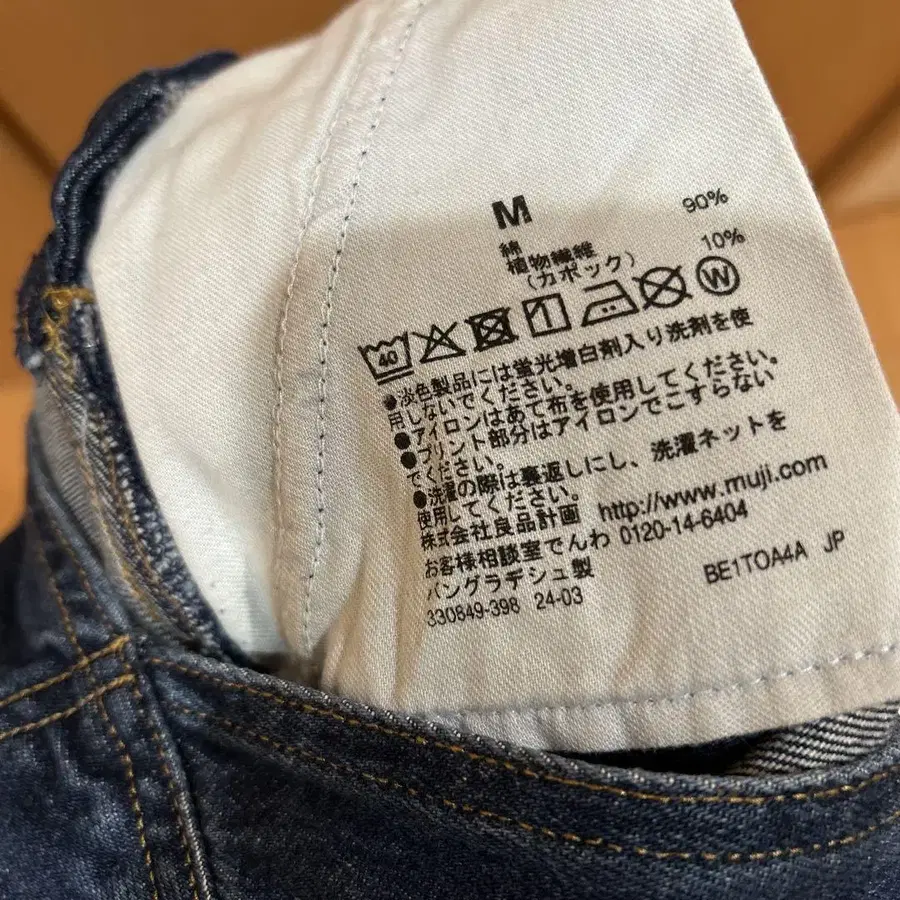 M
綿 90%
植物繊維 10%
(カポック)
40 1 W
●淡色製品には蛍光増白剤入り洗剤を使
用しないでください。
●アイロンはあて布を使用してください。
●プリント部分はアイロンでこすらない
でください。
●洗濯の際は裏返しにし、洗濯ネットを
使用してください。
株式会社良品計画 http://www.muji.com
お客様相談室でんわ 0120-14-6404
バングラデシュ製 BE1TOA4A JP
330849-398 24-03